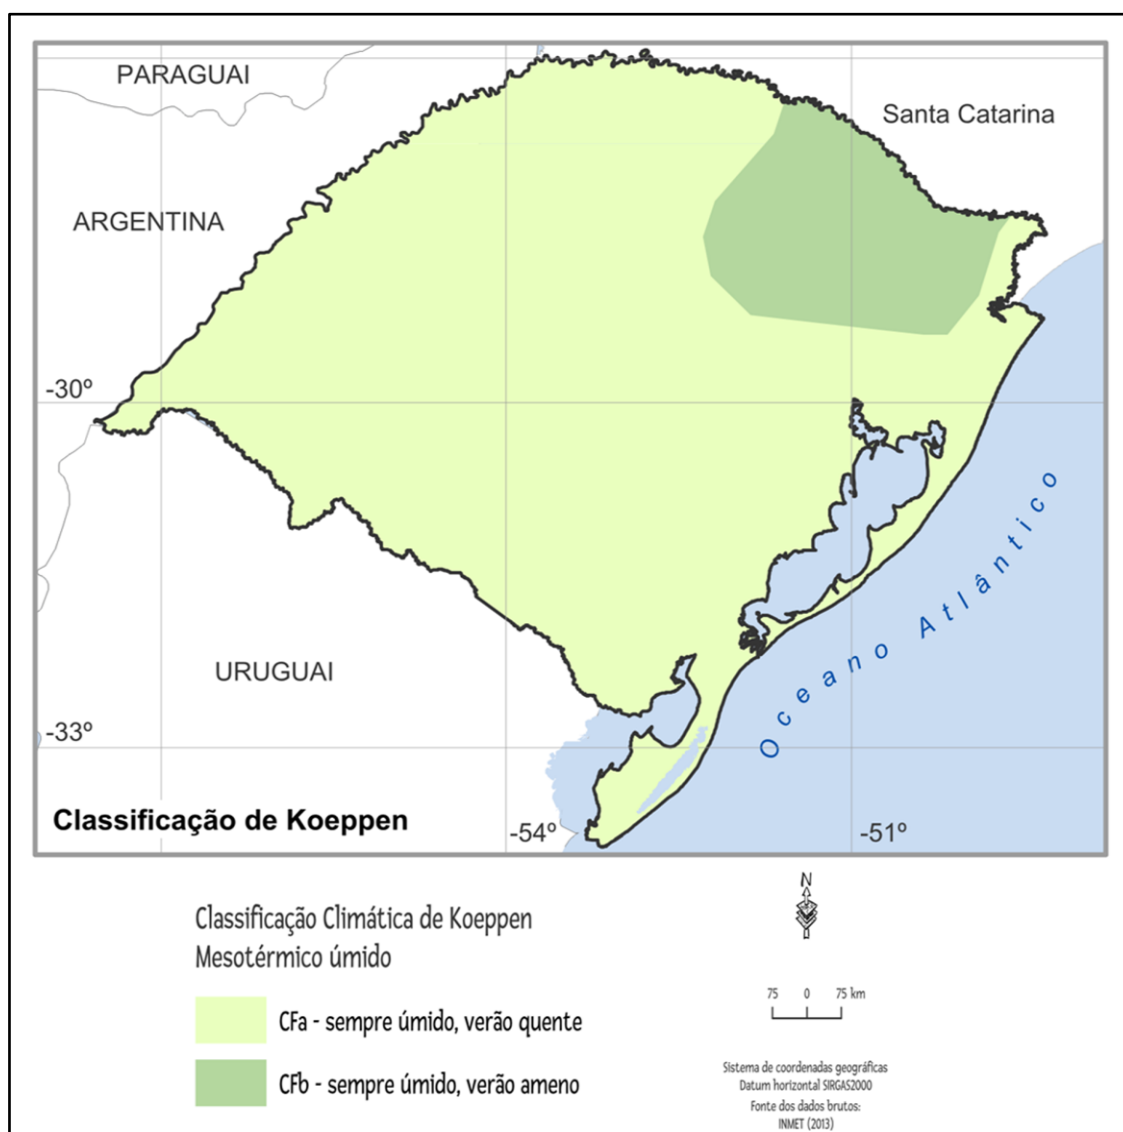 PARAGUAI
Santa Catarina
ARGENTINA
-30º
Oceano Atlântico
URUGUAI
-33º
Classificação de Koeppen
-54º
-51º
N
Classificação Climática de Koeppen
Mesotérmico úmido
75 0 75 km
CFa - sempre úmido, verão quente
CFb - sempre úmido, verão ameno
Sistema de coordenadas geográficas
Datum horizontal SIRGAS2000
Fonte dos dados brutos:
INMET (2013)